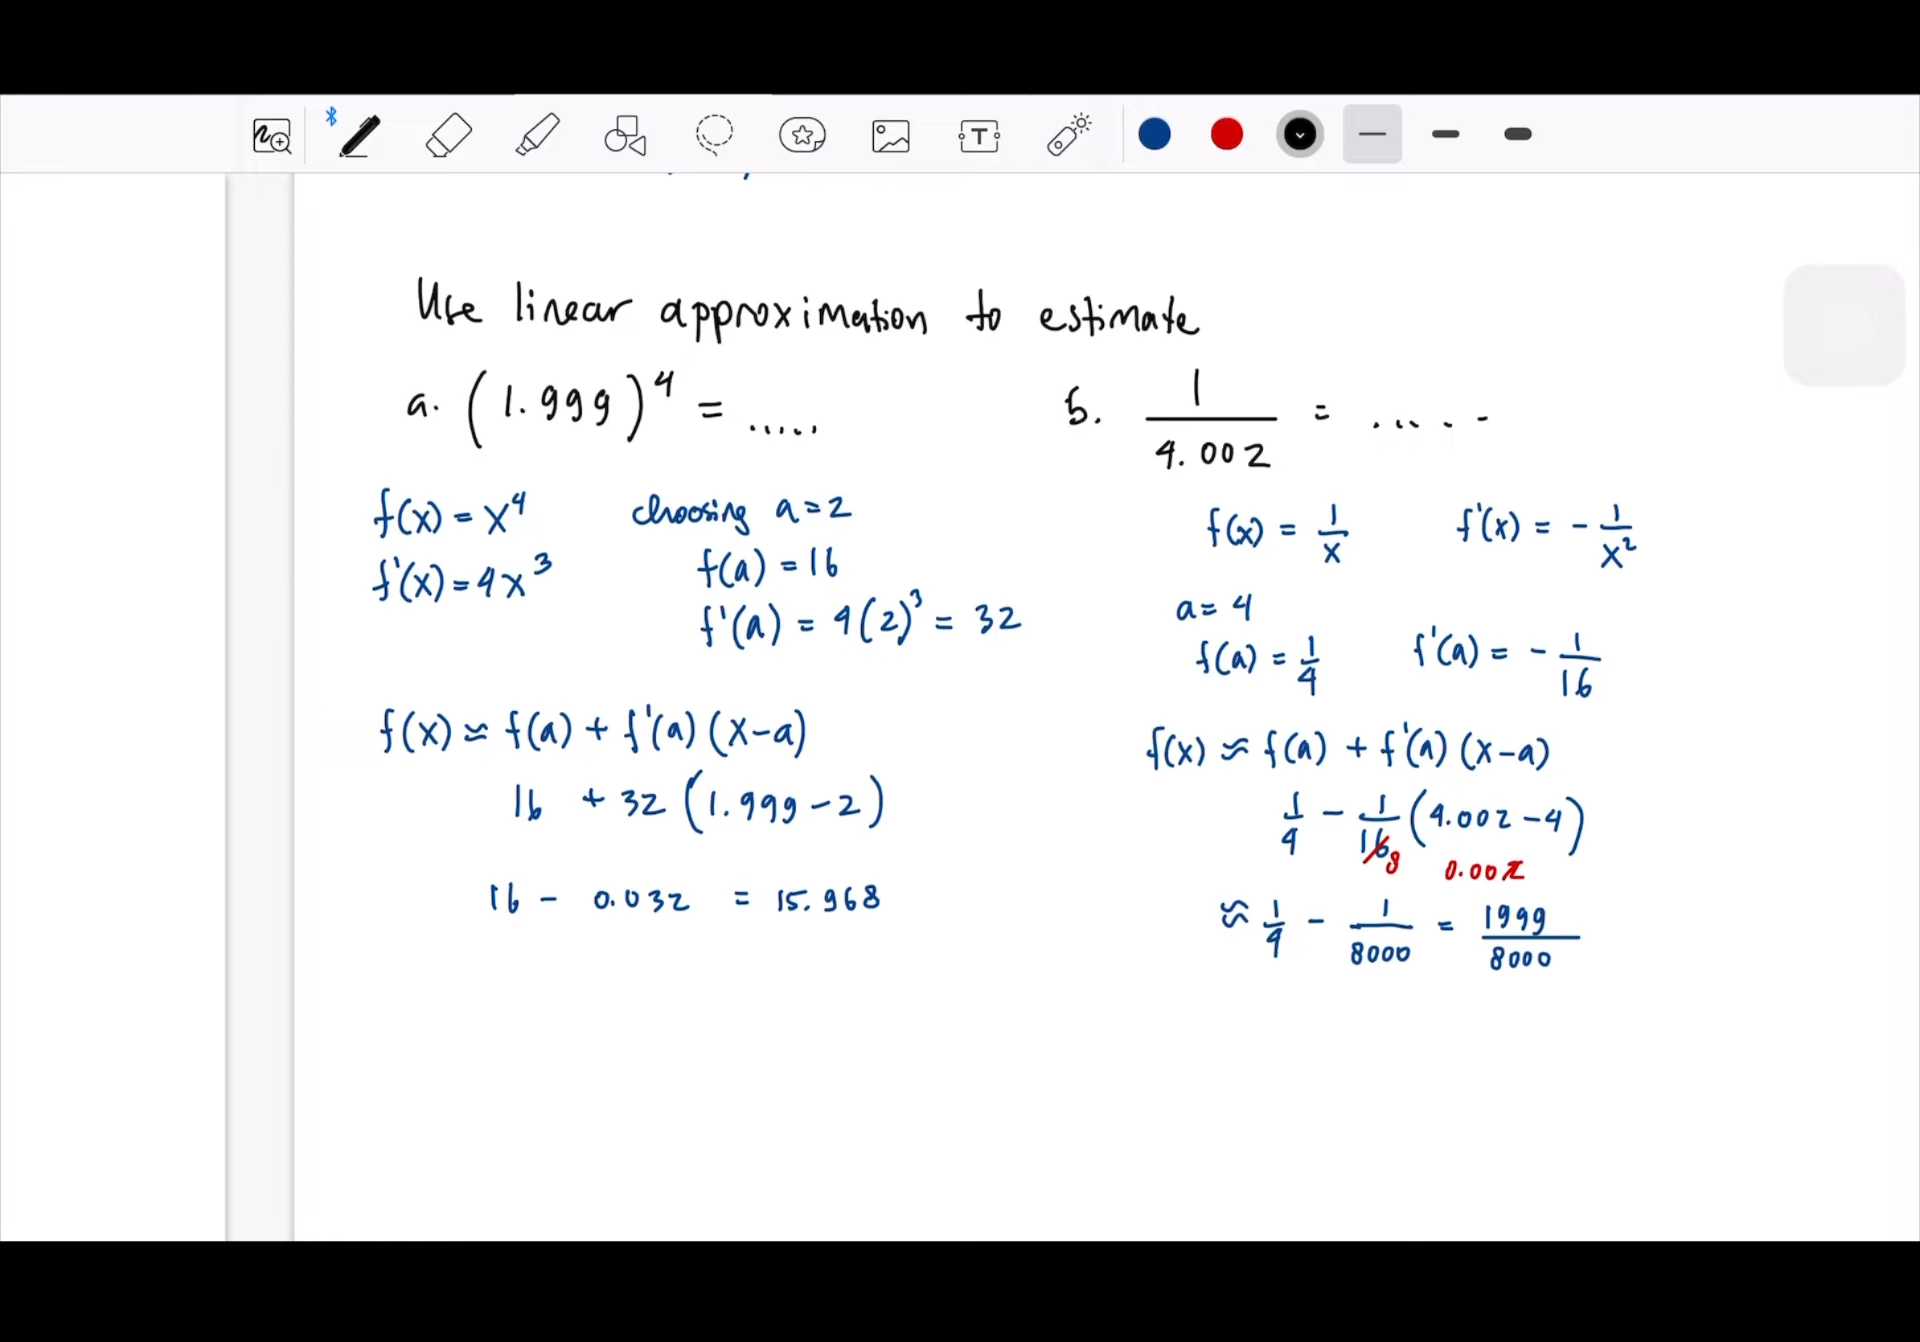 Use linear approximation to estimate
a. (1.999)⁴ = .....
f(x) = x⁴
f'(x) = 4x³
choosing a = 2
f(a) = 16
f'(a) = 4(2)³ = 32
f(x) ≈ f(a) + f'(a) (x-a)
16 + 32 (1.999 - 2)
16 - 0.032 = 15.968
b. 1/4.002 = ......
f(x) = 1/x f'(x) = - 1/x²
a = 4
f(a) = 1/4 f'(a) = - 1/16
f(x) ≈ f(a) + f'(a) (x-a)
1/4 - 1/16 (4.002 - 4)
8 0.002
≈ 1/4 - 1/8000 = 1999/8000